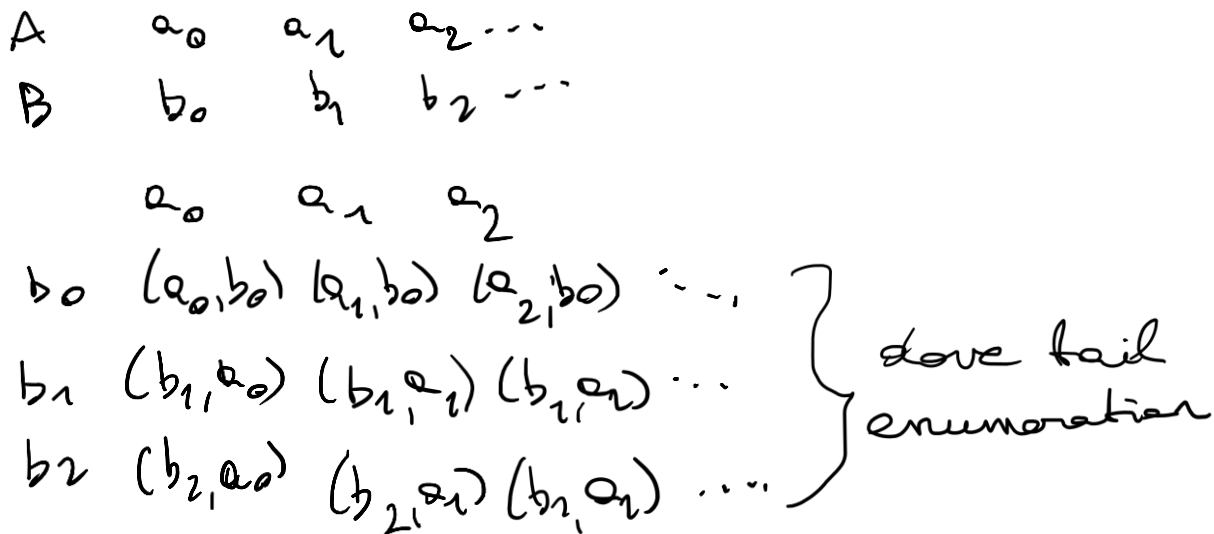 A a₀ a₁ a₂ ...
B b₀ b₁ b₂ ...
a₀ a₁ a₂
b₀ (a₀,b₀) (a₁,b₀) (a₂,b₀) ...
b₁ (b₁,a₀) (b₁,a₁) (b₁,a₂) ...
b₂ (b₂,a₀) (b₂,a₁) (b₂,a₂) ...
dove tail
enumeration